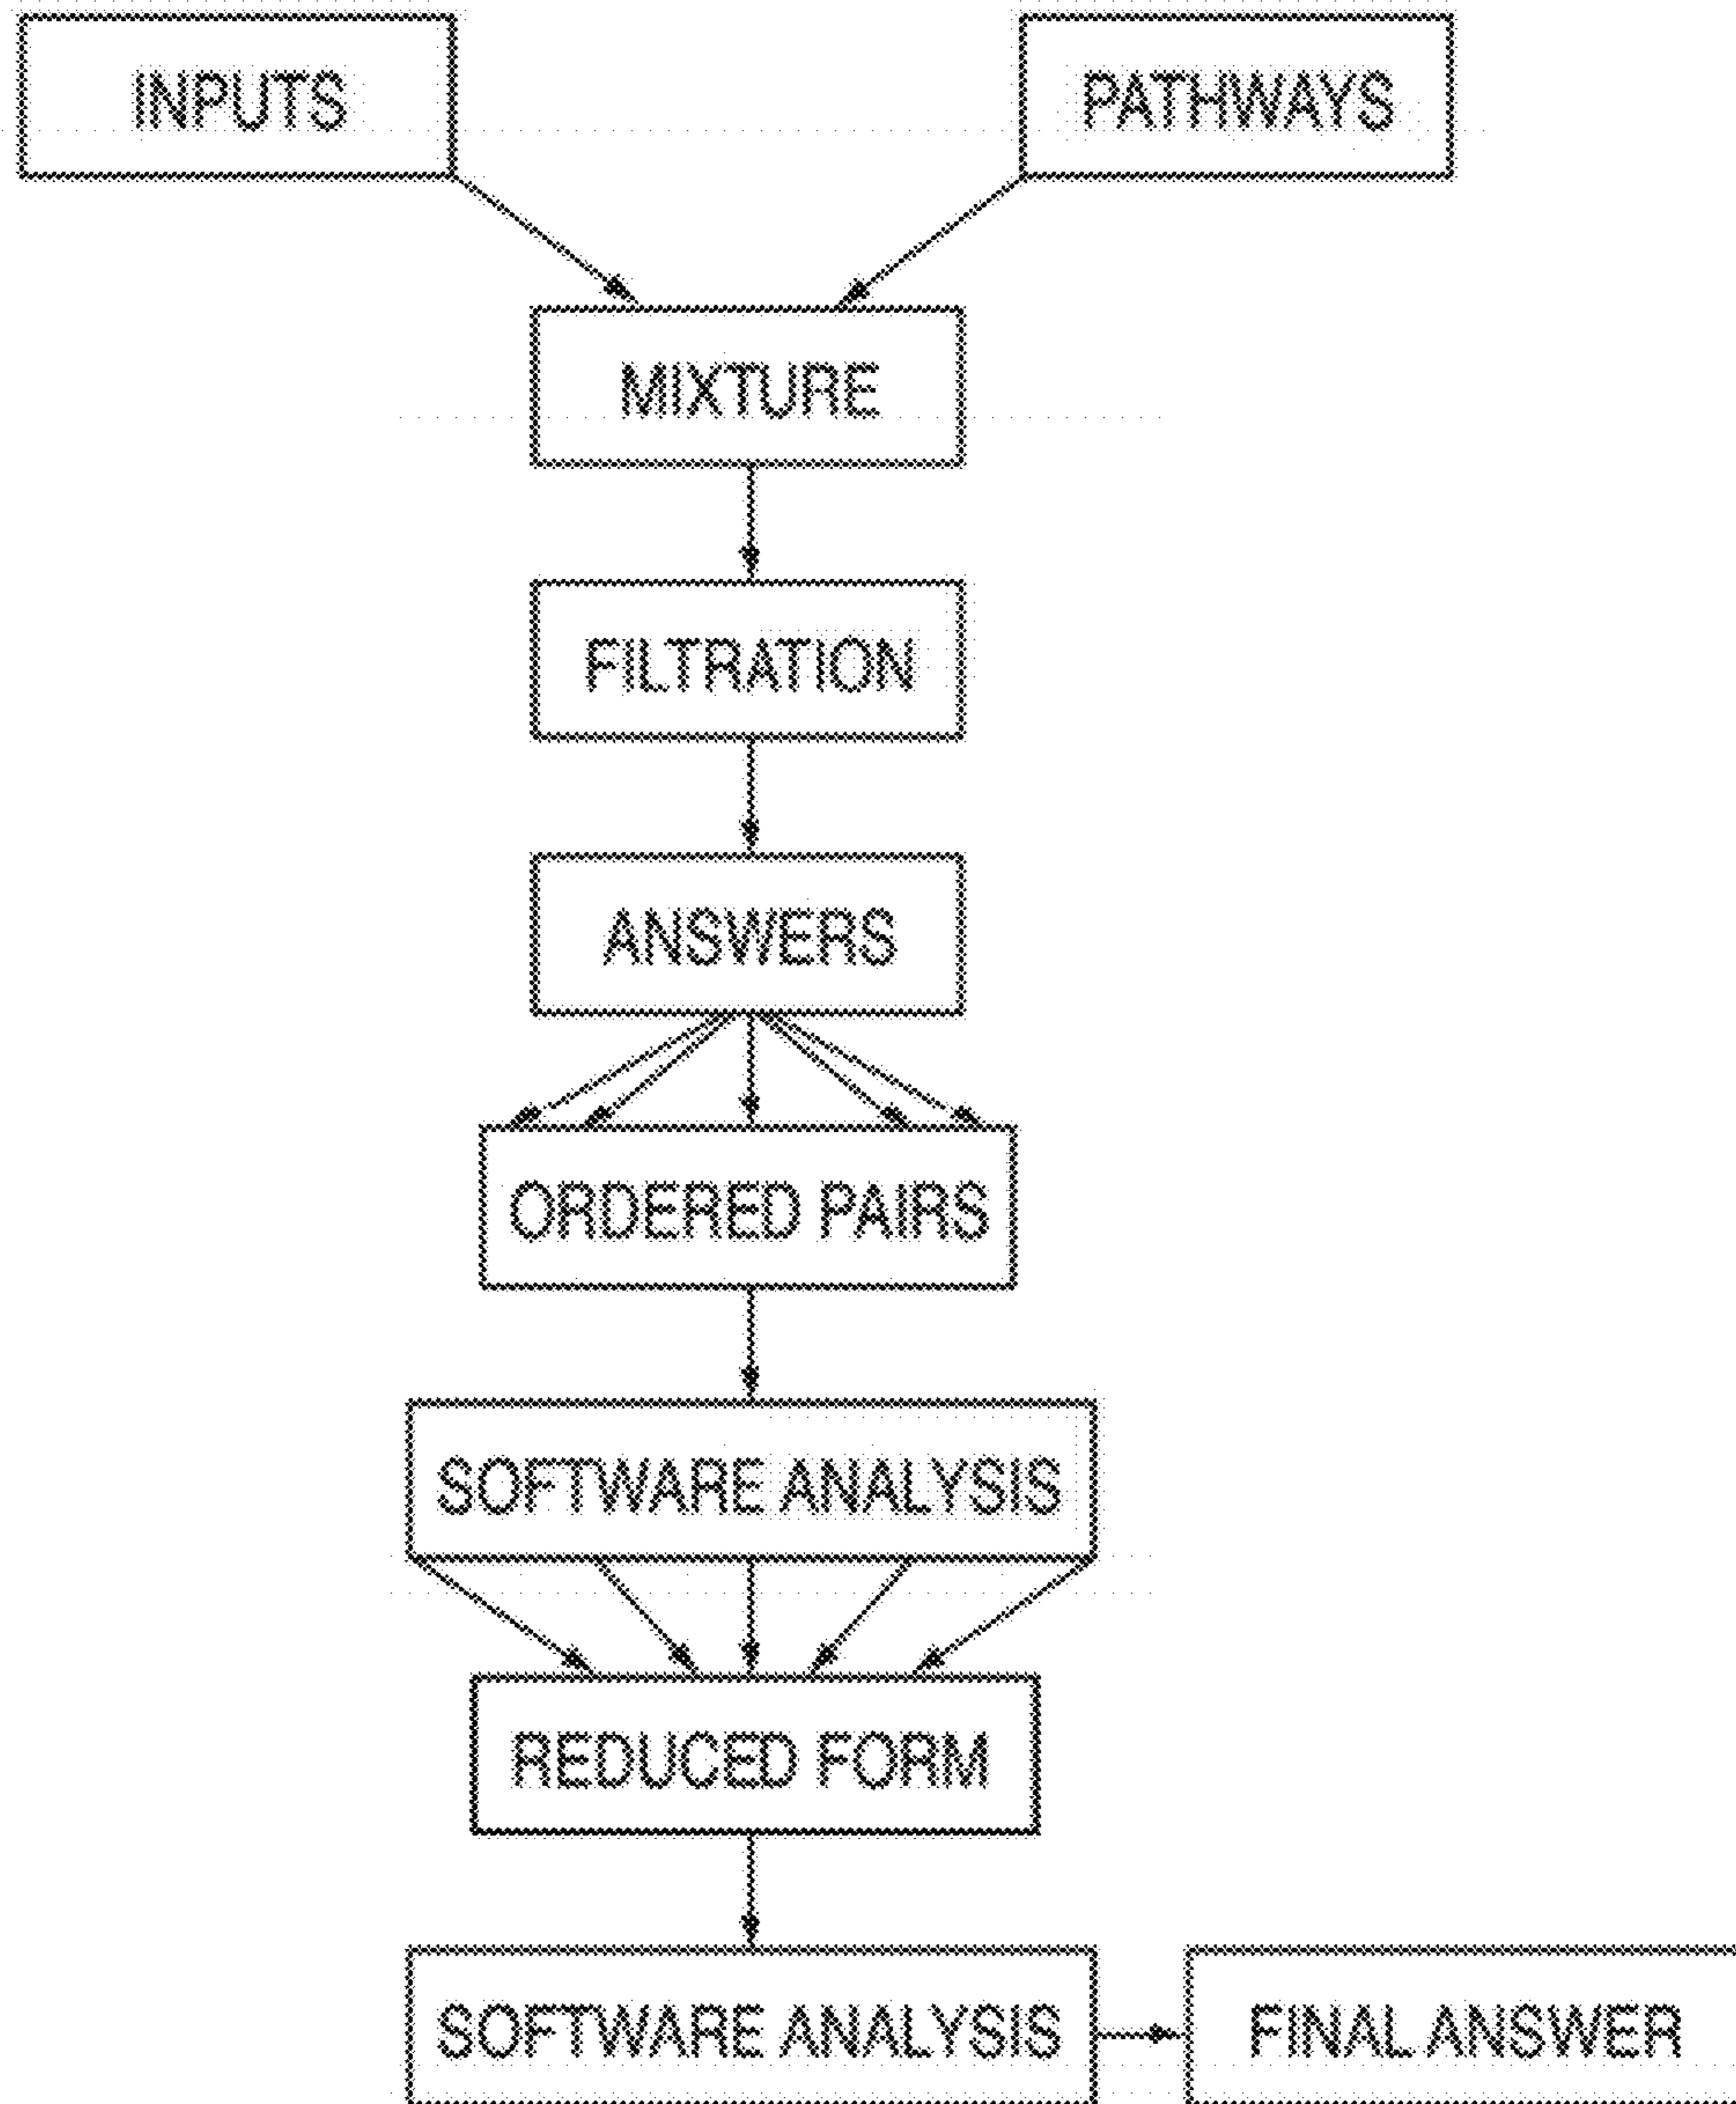 INPUTS
PATHWAYS
MIXTURE
FILTRATION
ANSWERS
ORDERED PAIRS
SOFTWARE ANALYSIS
REDUCED FORM
SOFTWARE ANALYSIS
FINAL ANSWER